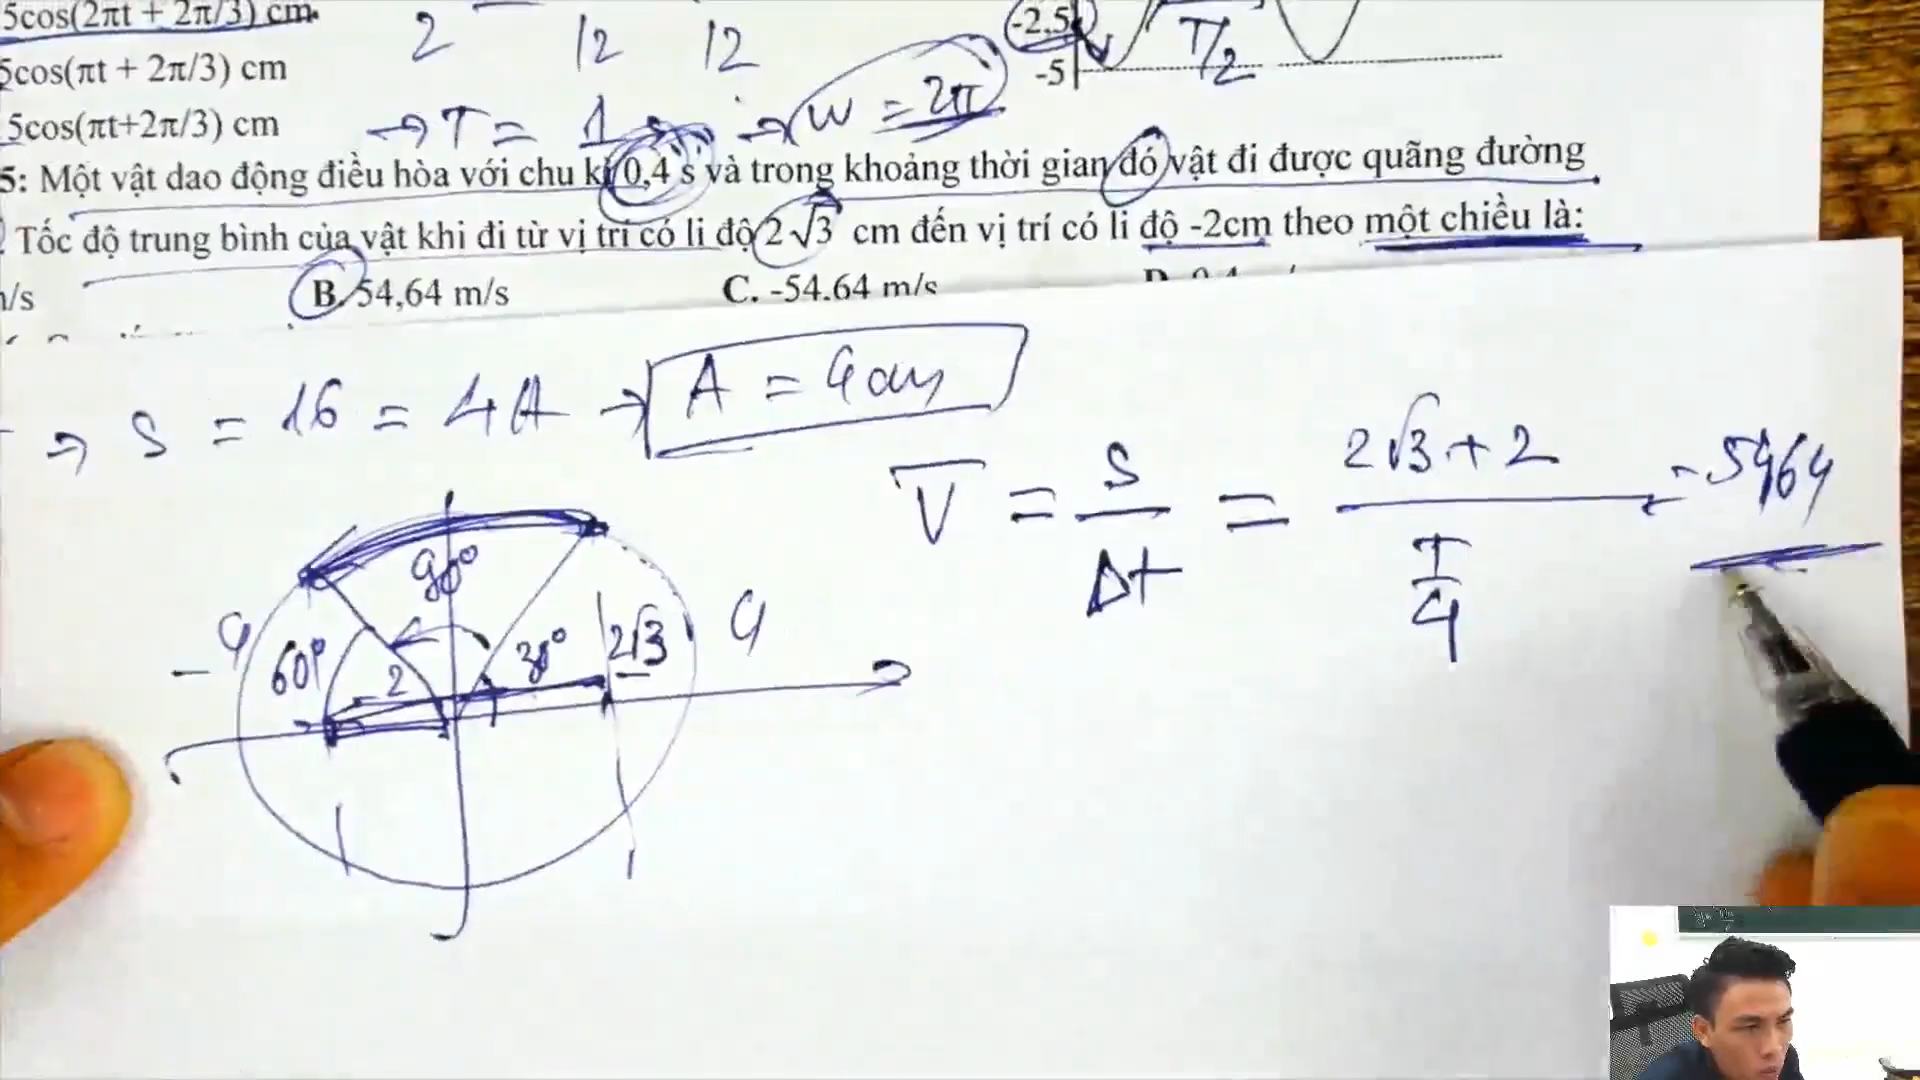 5cos(2πt + 2π/3) cm
5cos(πt + 2π/3) cm
5cos(πt+2π/3) cm
2 12 12
→ T = 1 s → ω = 2π
-2,5
-5
T/2
5: Một vật dao động điều hòa với chu kì 0,4 s và trong khoảng thời gian đó vật đi được quãng đường
Tốc độ trung bình của vật khi đi từ vị trí có li độ 2√3 cm đến vị trí có li độ -2cm theo một chiều là:
/s B. 54,64 m/s C. -54.64 m/s
→ S = 16 = 4A → A = 4cm
V = S/Δt = (2√3 + 2)/(T/4) = 5464
90°
-4 60° -2 30° 2√3 4